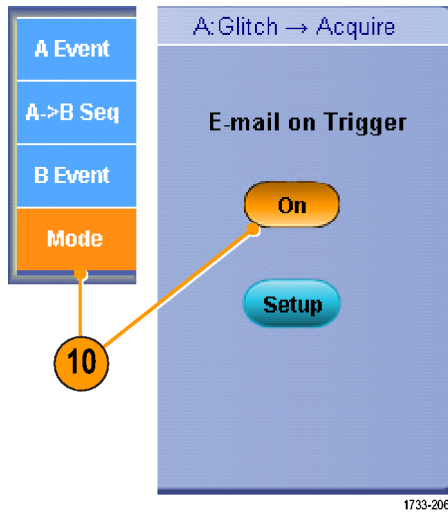 A Event
A->B Seq
B Event
Mode
10
A:Glitch → Acquire
E-mail on Trigger
On
Setup
1733-206